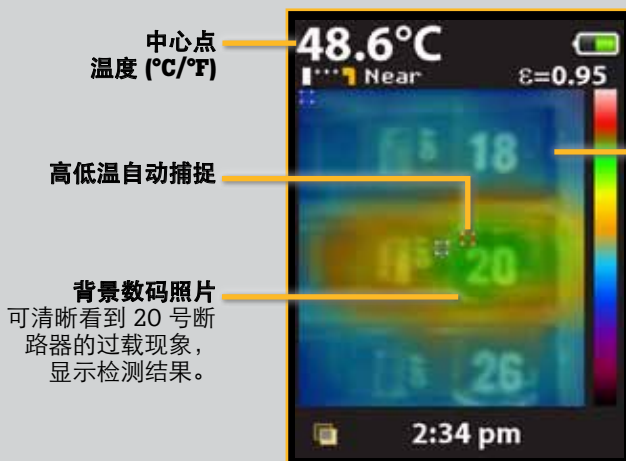 中心点
温度 (°C/°F)
高低温自动捕捉
背景数码照片
可清晰看到 20 号断
路器的过载现象,
显示检测结果。
48.6°C
Near
ε=0.95
18
20
26
2:34 pm